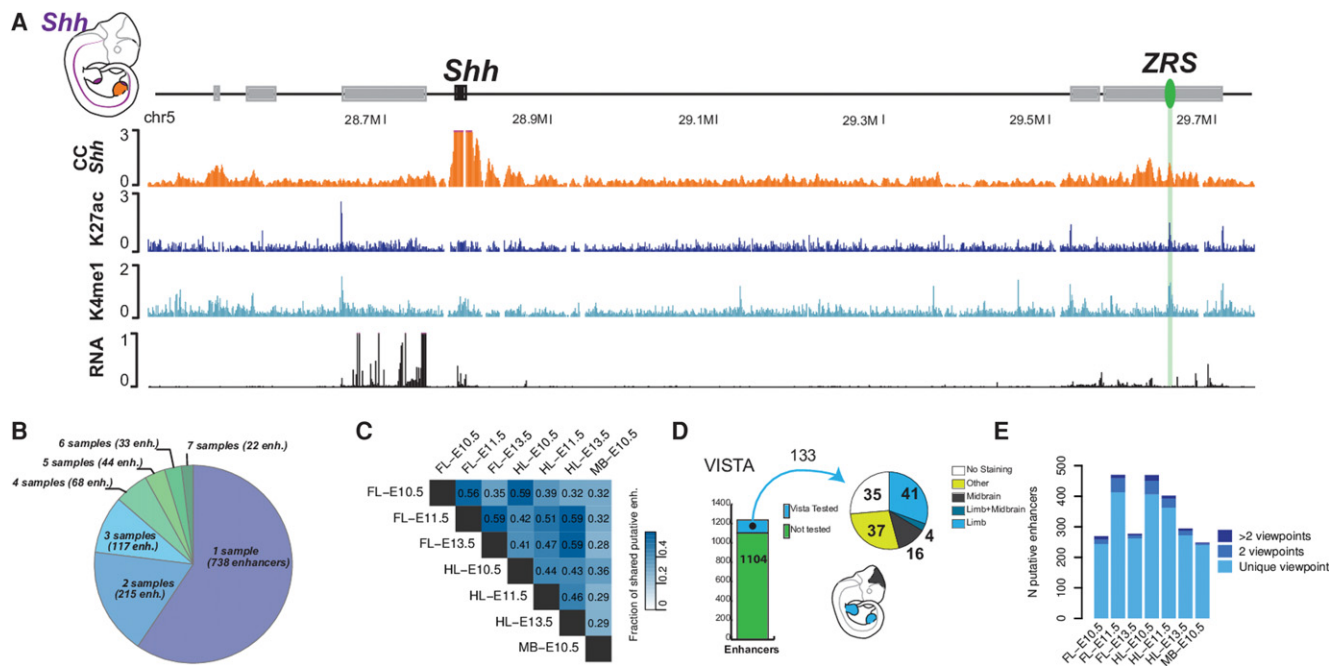 A
Shh
Shh
ZRS
chr5
28.7M
28.9M
29.1M
29.3M
29.5M
29.7M
CC
Shh
3
0
K27ac
3
0
K4me1
2
0
RNA
1
0
B
6 samples (33 enh.)
7 samples (22 enh.)
5 samples (44 enh.)
4 samples (68 enh.)
3 samples
(117 enh.)
2 samples
(215 enh.)
1 sample
(738 enhancers)
C
FL-E10.5
FL-E11.5
FL-E13.5
HL-E10.5
HL-E11.5
HL-E13.5
MB-E10.5
FL-E10.5 0.56 0.35 0.59 0.39 0.32 0.32
FL-E11.5 0.59 0.42 0.51 0.59 0.32
FL-E13.5 0.41 0.47 0.59 0.28
HL-E10.5 0.44 0.43 0.36
HL-E11.5 0.46 0.29
HL-E13.5 0.29
MB-E10.5
Fraction of shared putative enh.
0 0.2 0.4
D
VISTA
133
1400
1200
1000
800
600
400
200
0
1104
Enhancers
Vista Tested
Not tested
35
41
4
16
37
No Staining
Other
Midbrain
Limb+Midbrain
Limb
E
N putative enhancers
500
400
300
200
100
0
FL-E10.5
FL-E11.5
FL-E13.5
HL-E10.5
HL-E11.5
HL-E13.5
MB-E10.5
>2 viewpoints
2 viewpoints
Unique viewpoint